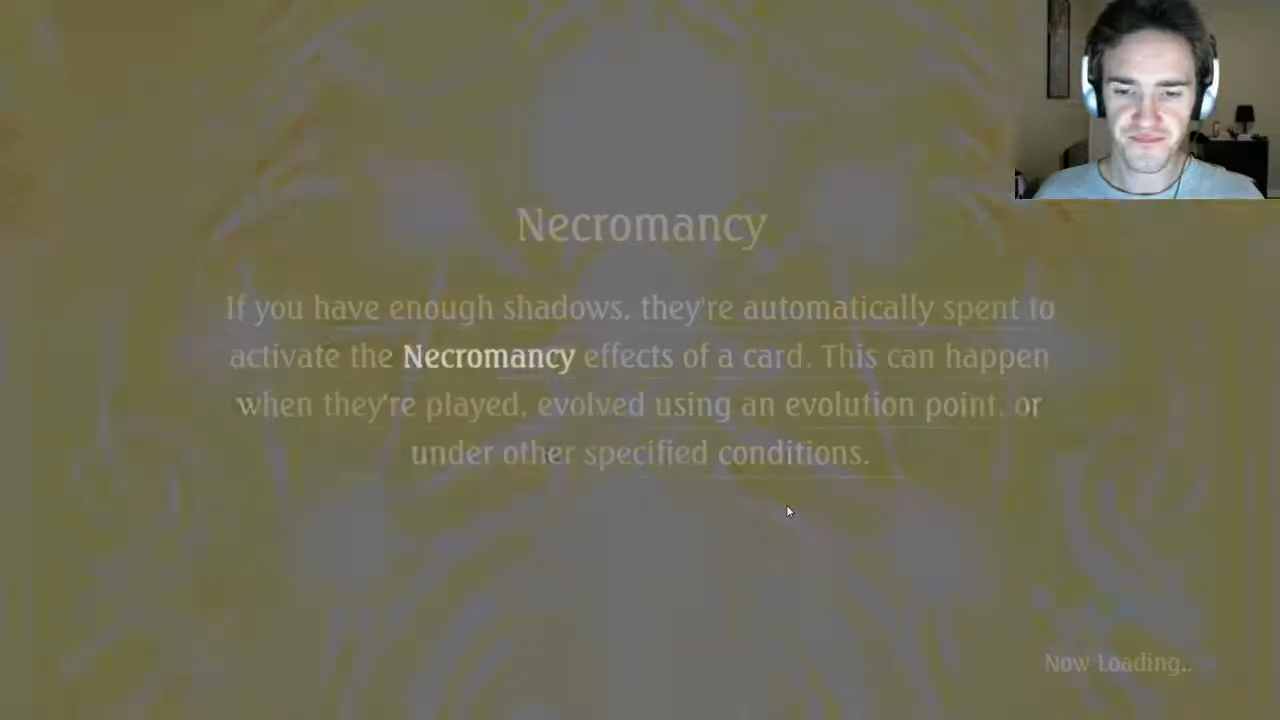 Necromancy
If you have enough shadows, they're automatically spent to
activate the Necromancy effects of a card. This can happen
when they're played, evolved using an evolution point, or
under other specified conditions.
Now Loading..